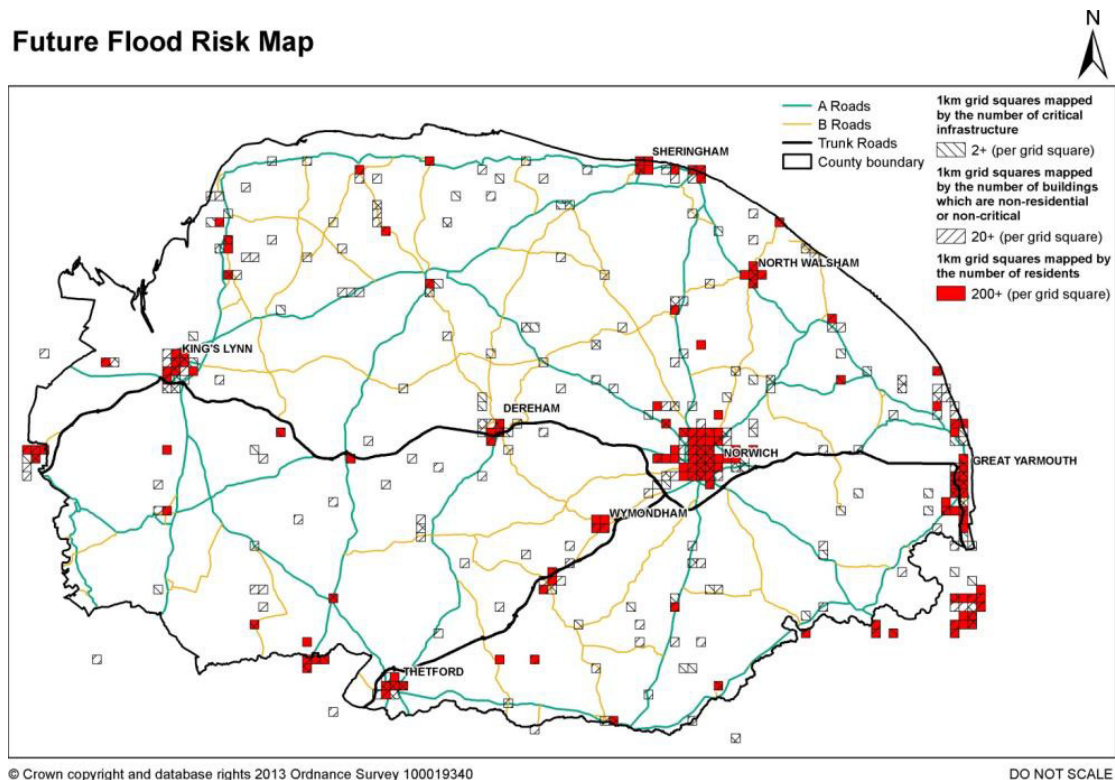 N
Future Flood Risk Map
A Roads
B Roads
Trunk Roads
County boundary
1km grid squares mapped
by the number of critical
infrastructure
2+ (per grid square)
1km grid squares mapped
by the number of buildings
which are non-residential
or non-critical
20+ (per grid square)
1km grid squares mapped by
the number of residents
200+ (per grid square)
SHERINGHAM
NORTH WALSHAM
KING'S LYNN
DEREHAM
NORWICH
GREAT YARMOUTH
WYMONDHAM
THETFORD
© Crown copyright and database rights 2013 Ordnance Survey 100019340
DO NOT SCALE